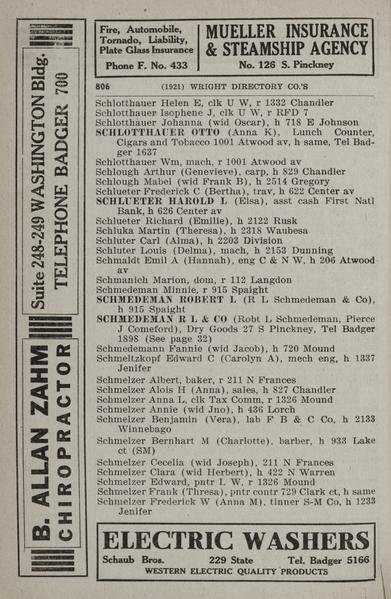 Fire, Automobile,
Tornado, Liability,
Plate Glass Insurance
Phone F. No. 433
MUELLER INSURANCE
& STEAMSHIP AGENCY
No. 126 S. Pinckney
B. ALLAN ZAHM
CHIROPRACTOR
Suite 248-249 WASHINGTON Bldg.
TELEPHONE BADGER 700
806 (1921) WRIGHT DIRECTORY CO.'S
Schlotthauer Helen E, clk U W, r 1332 Chandler
Schlotthauer Isophene J, clk U W, r RFD 7
Schlotthauer Johanna (wid Oscar), h 718 E Johnson
SCHLOTTHAUER OTTO (Anna K), Lunch Counter,
Cigars and Tobacco 1001 Atwood av, h same, Tel Bad-
ger 1637
Schlotthauer Wm, mach, r 1001 Atwood av
Schlough Arthur (Genevieve), carp, h 829 Chandler
Schlough Mabel (wid Frank B), h 2514 Gregory
Schlueter Frederick C (Bertha), trav, h 622 Center av
SCHLUETER HAROLD L (Elsa), asst cash First Natl
Bank, h 626 Center av
Schlueter Richard (Emilie), h 2122 Rusk
Schluka Martin (Theresa), h 2318 Waubesa
Schluter Carl (Alma), h 2203 Division
Schluter Louis (Delma), mach, h 2153 Dunning
Schmaldt Emil A (Hannah), eng C & N W, h 206 Atwood
av
Schmanich Marion, dom, r 112 Langdon
Schmedeman Minnie, r 915 Spaight
SCHMEDEMAN ROBERT L (R L Schmedeman & Co),
h 915 Spaight
SCHMEDEMAN R L & CO (Robt L Schmedeman, Pierce
J Comeford), Dry Goods 27 S Pinckney, Tel Badger
1898 (See page 32)
Schmedemann Fannie (wid Jacob), h 720 Mound
Schmeltzkopf Edward C (Carolyn A), mech eng, h 1337
Jenifer
Schmelzer Albert, baker, r 211 N Frances
Schmelzer Alois H (Anna), sales, h 827 Chandler
Schmelzer Anna L, clk Tax Comm, r 1326 Mound
Schmelzer Annie (wid Jno), h 436 Lorch
Schmelzer Benjamin (Vera), lab F B & C Co, h 2133
Winnebago
Schmelzer Bernhart M (Charlotte), barber, h 933 Lake
ct (SM)
Schmelzer Cecelia (wid Joseph), 211 N Frances
Schmelzer Clara (wid Herbert), h 422 N Warren
Schmelzer Edward, pntr L W, r 1326 Mound
Schmelzer Frank (Thresa), pntr contr 729 Clark ct, h same
Schmelzer Frederick W (Anna M), tinner S-M Co, h 1233
Jenifer
ELECTRIC WASHERS
Schaub Bros. 229 State Tel. Badger 5166
WESTERN ELECTRIC QUALITY PRODUCTS